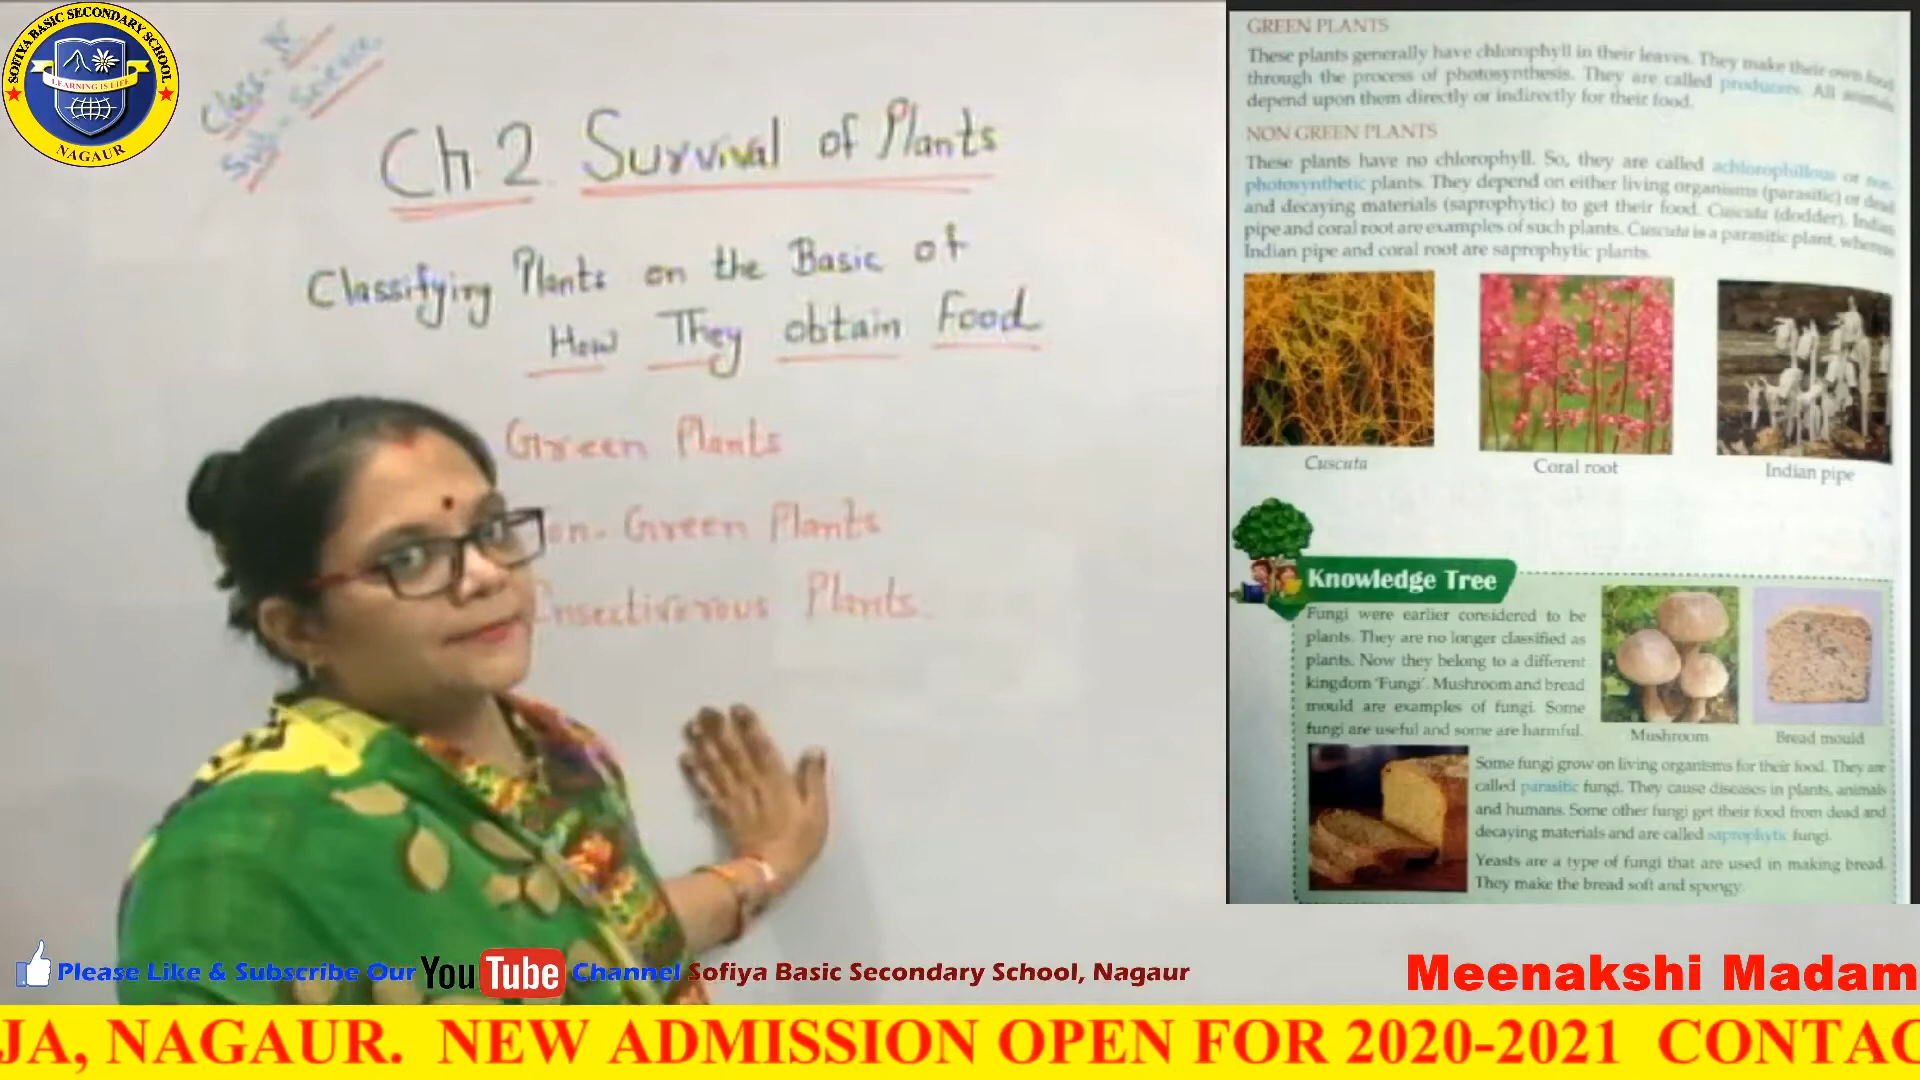 SOFIYA BASIC SECONDARY SCHOOL
LEARNING IS LIFE
NAGAUR
Sub - Science.
Ch 2 Survival of Plants
Classifying Plants on the Basic of
How They obtain Food
Green Plants
on. Green Plants
Insectivorous Plants.
GREEN PLANTS
These plants generally have chlorophyll in their leaves. They make their own food
through the process of photosynthesis. They are called producers. All animals
depend upon them directly or indirectly for their food.
NON GREEN PLANTS
These plants have no chlorophyll. So, they are called achlorophillous or non-
photosynthetic plants. They depend on either living organisms (parasitic) or dead
and decaying materials (saprophytic) to get their food. Cuscuta (dodder), Indian
pipe and coral root are examples of such plants. Cuscuta is a parasitic plant, whereas
Indian pipe and coral root are saprophytic plants.
Cuscuta
Coral root
Indian pipe
Knowledge Tree
Fungi were earlier considered to be
plants. They are no longer classified as
plants. Now they belong to a different
kingdom 'Fungi'. Mushroom and bread
mould are examples of fungi. Some
fungi are useful and some are harmful.
Mushroom
Bread mould
Some fungi grow on living organisms for their food. They are
called parasitic fungi. They cause diseases in plants, animals
and humans. Some other fungi get their food from dead and
decaying materials and are called saprophytic fungi.
Yeasts are a type of fungi that are used in making bread.
They make the bread soft and spongy.
Please Like & Subscribe Our YouTube Channel Sofiya Basic Secondary School, Nagaur
Meenakshi Madam
JA, NAGAUR. NEW ADMISSION OPEN FOR 2020-2021 CONTAC